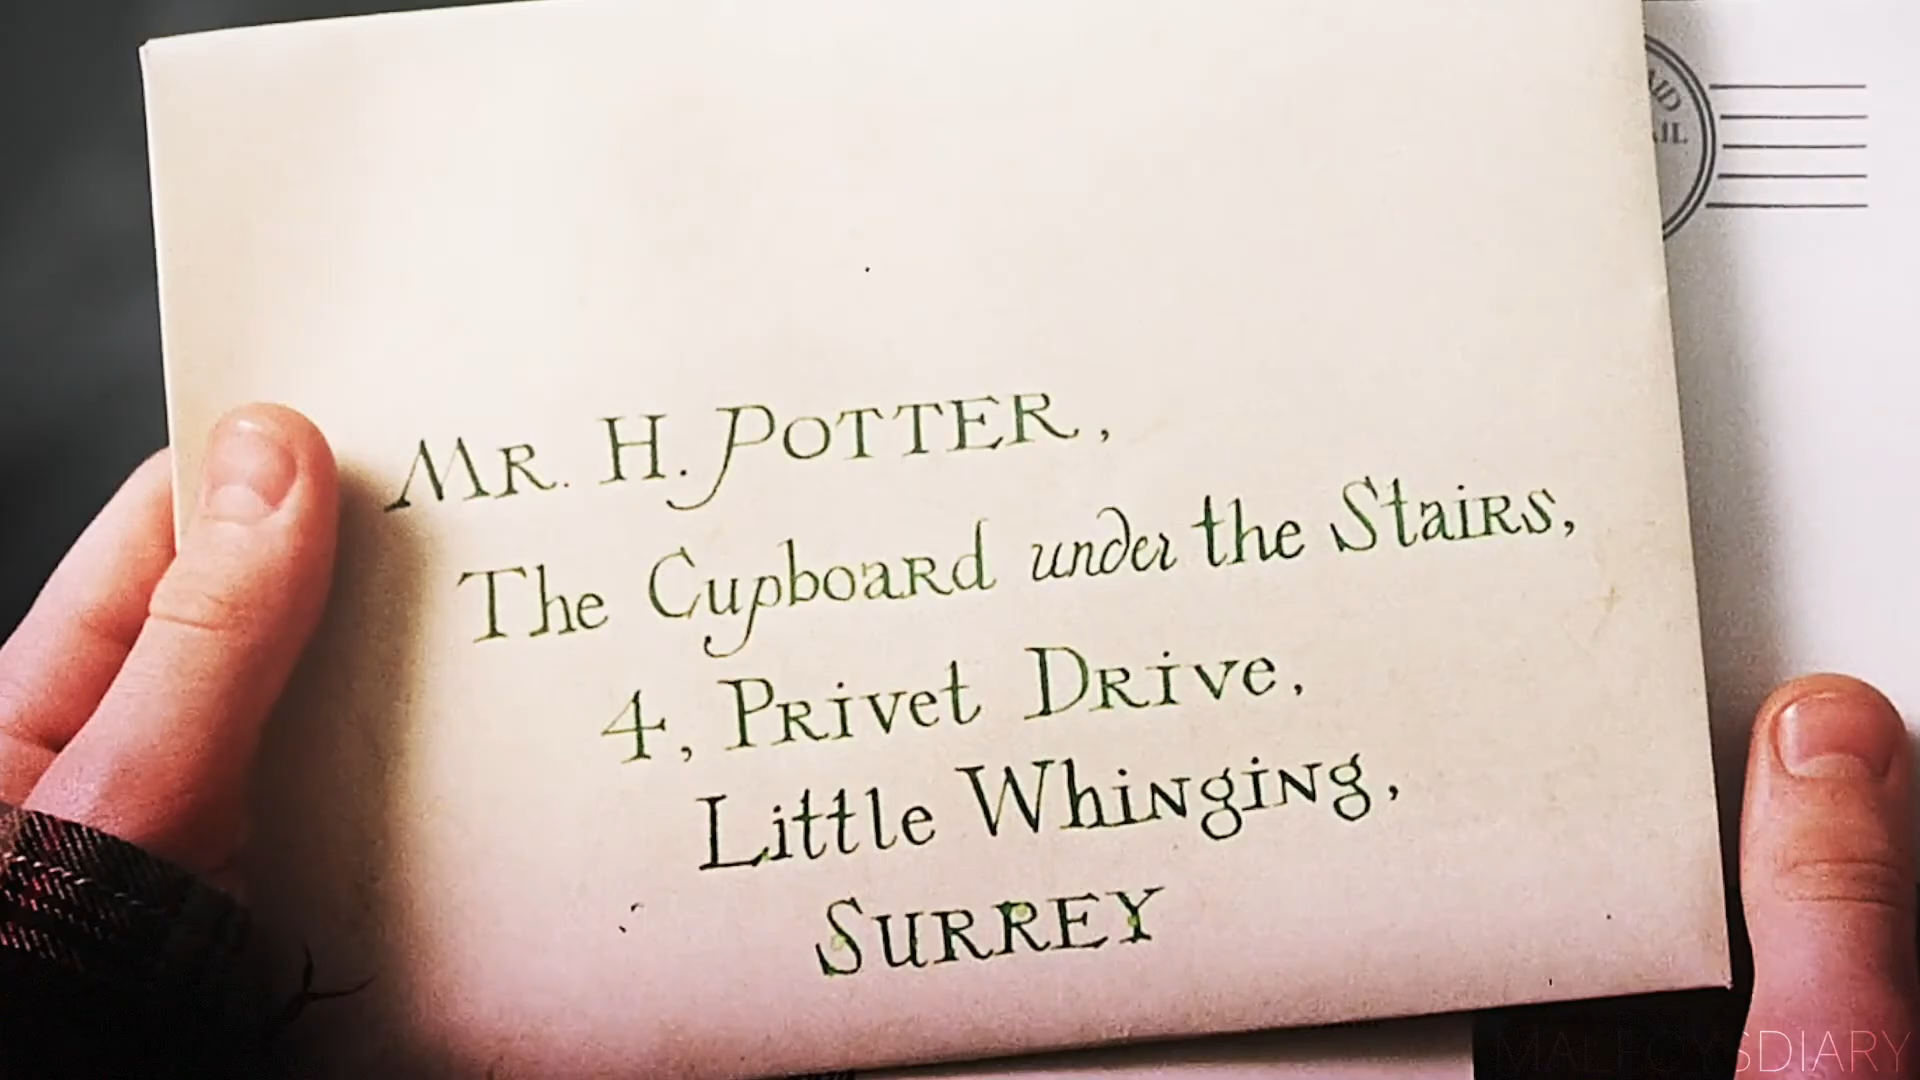 Mr. H. Potter,
The Cupboard under the Stairs,
4, Privet Drive,
Little Whinging,
SURREY
MALFOYSDIARY